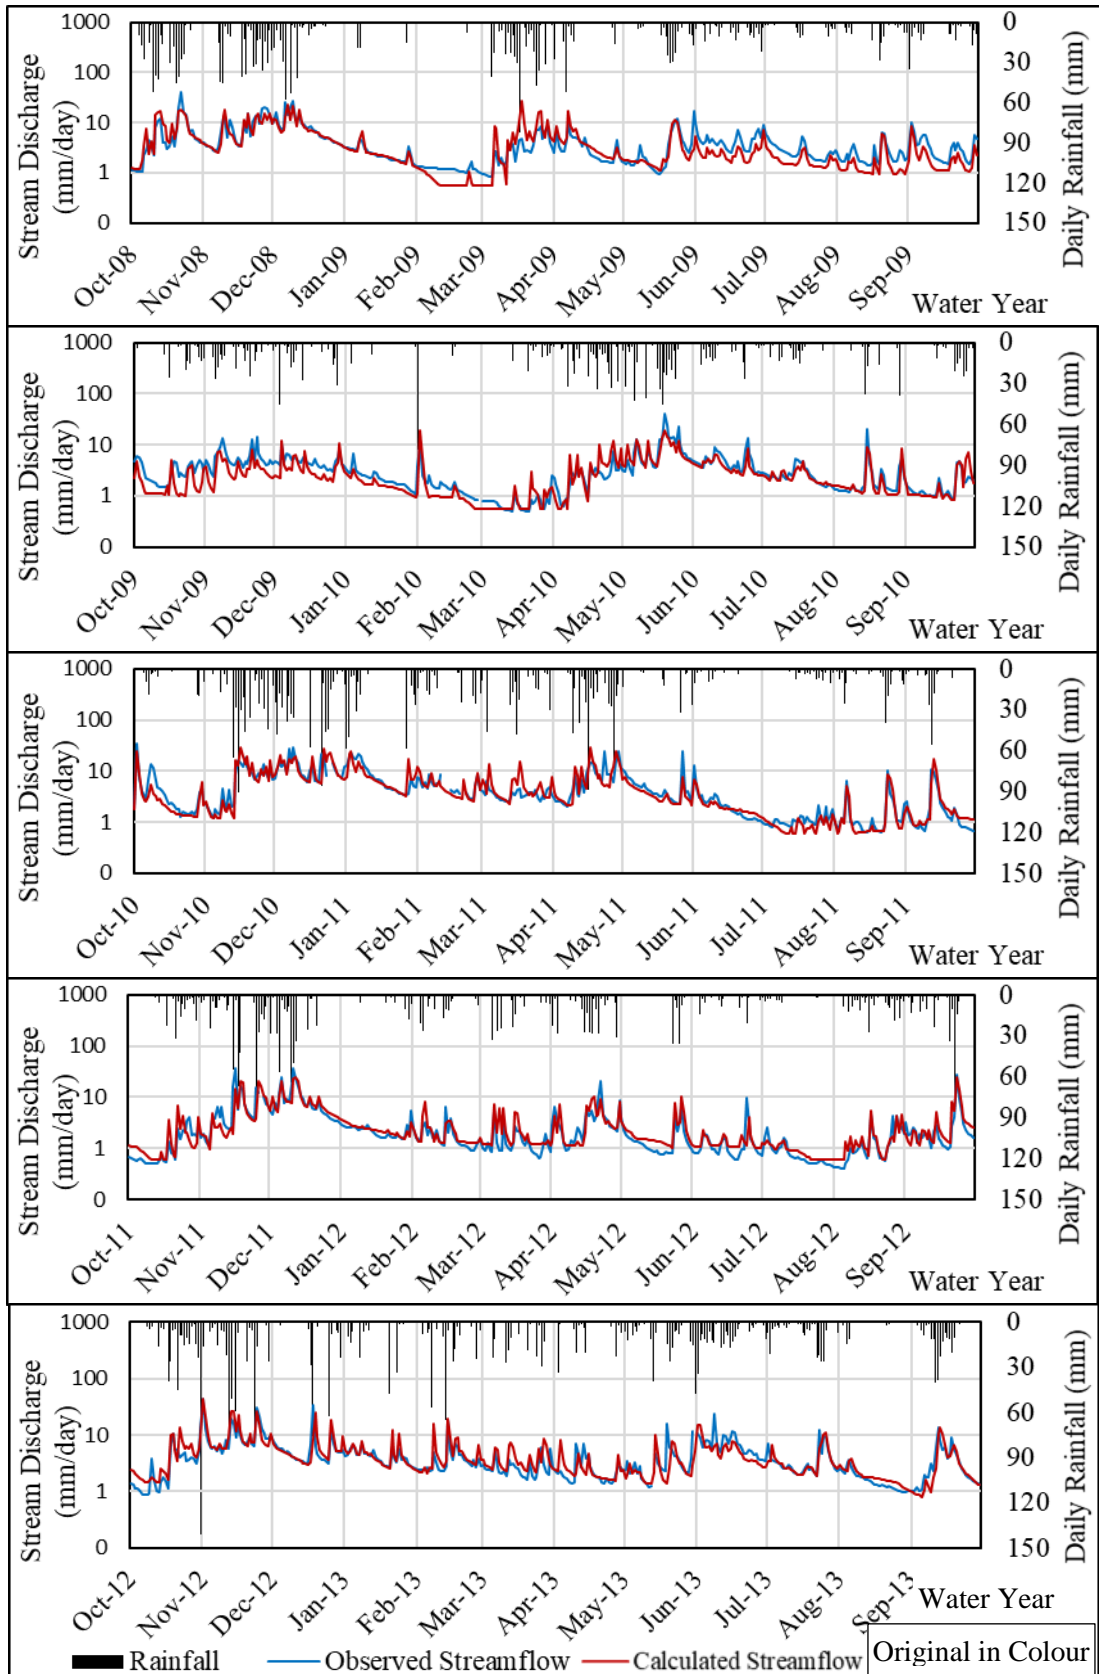 Stream Discharge
(mm/day)
1000
100
10
1
0
0
30
60
90
120
150
Daily Rainfall (mm)
Oct-08
Nov-08
Dec-08
Jan-09
Feb-09
Mar-09
Apr-09
May-09
Jun-09
Jul-09
Aug-09
Sep-09
Water Year
Stream Discharge
(mm/day)
1000
100
10
1
0
0
30
60
90
120
150
Daily Rainfall (mm)
Oct-09
Nov-09
Dec-09
Jan-10
Feb-10
Mar-10
Apr-10
May-10
Jun-10
Jul-10
Aug-10
Sep-10
Water Year
Stream Discharge
(mm/day)
1000
100
10
1
0
0
30
60
90
120
150
Daily Rainfall (mm)
Oct-10
Nov-10
Dec-10
Jan-11
Feb-11
Mar-11
Apr-11
May-11
Jun-11
Jul-11
Aug-11
Sep-11
Water Year
Stream Discharge
(mm/day)
1000
100
10
1
0
0
30
60
90
120
150
Daily Rainfall (mm)
Oct-11
Nov-11
Dec-11
Jan-12
Feb-12
Mar-12
Apr-12
May-12
Jun-12
Jul-12
Aug-12
Sep-12
Water Year
Stream Discharge
(mm/day)
1000
100
10
1
0
0
30
60
90
120
150
Daily Rainfall (mm)
Oct-12
Nov-12
Dec-12
Jan-13
Feb-13
Mar-13
Apr-13
May-13
Jun-13
Jul-13
Aug-13
Sep-13
Water Year
Rainfall Observed Streamflow Calculated Streamflow
Original in Colour